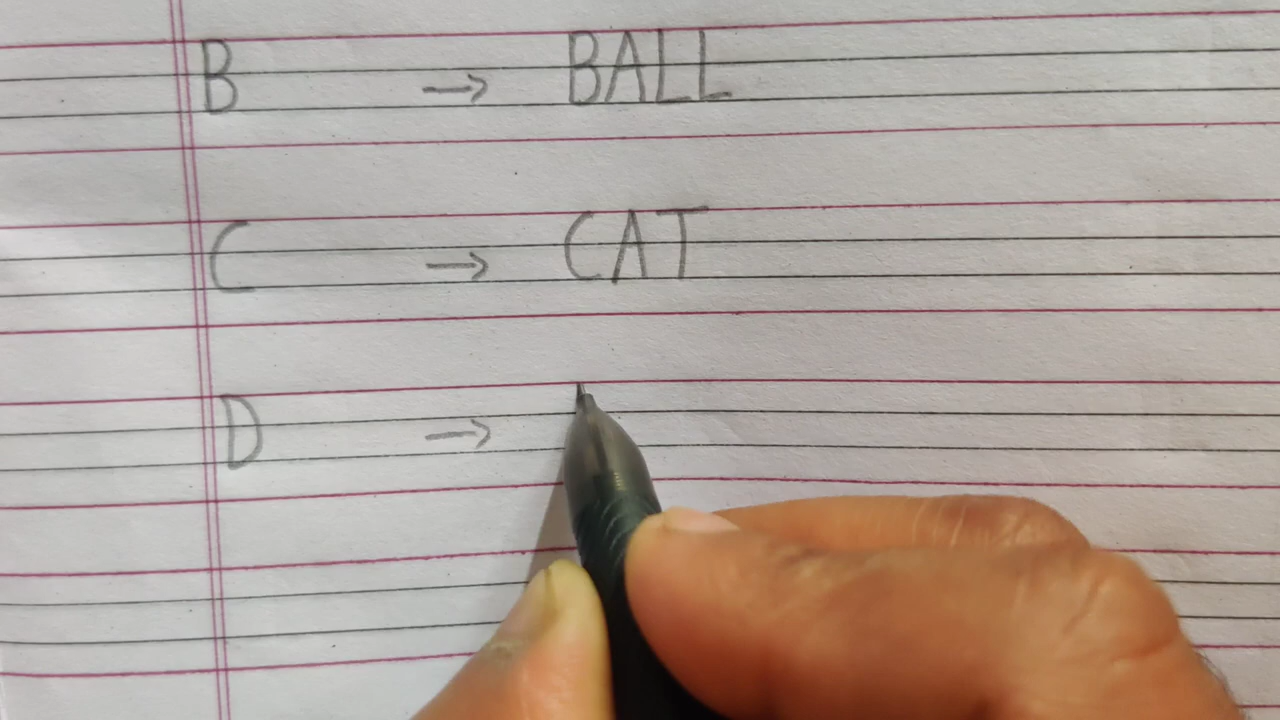 B → BALL
C → CAT
D →